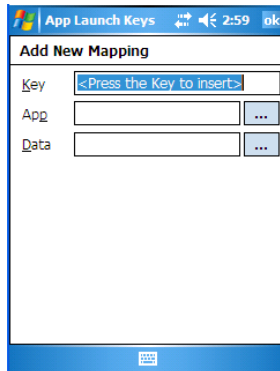 App Launch Keys 2:59 ok
Add New Mapping
Key <Press the Key to insert>
App ...
Data ...